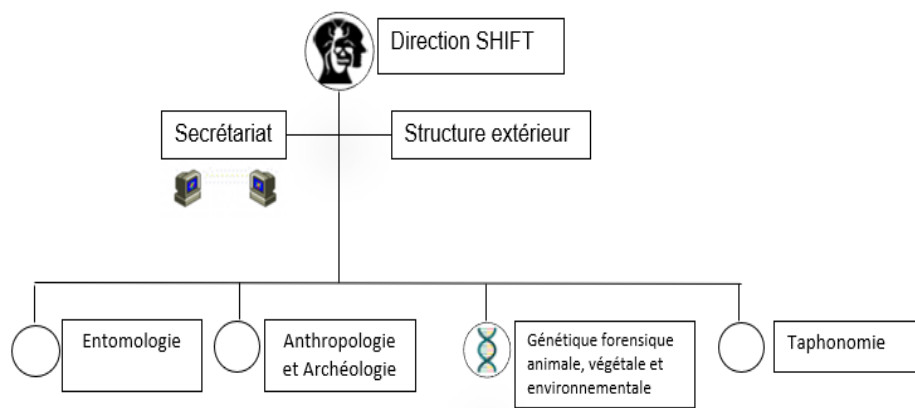 Direction SHIFT
Secrétariat
Structure extérieur
Entomologie
Anthropologie
et Archéologie
Génétique forensique
animale, végétale et
environnementale
Taphonomie